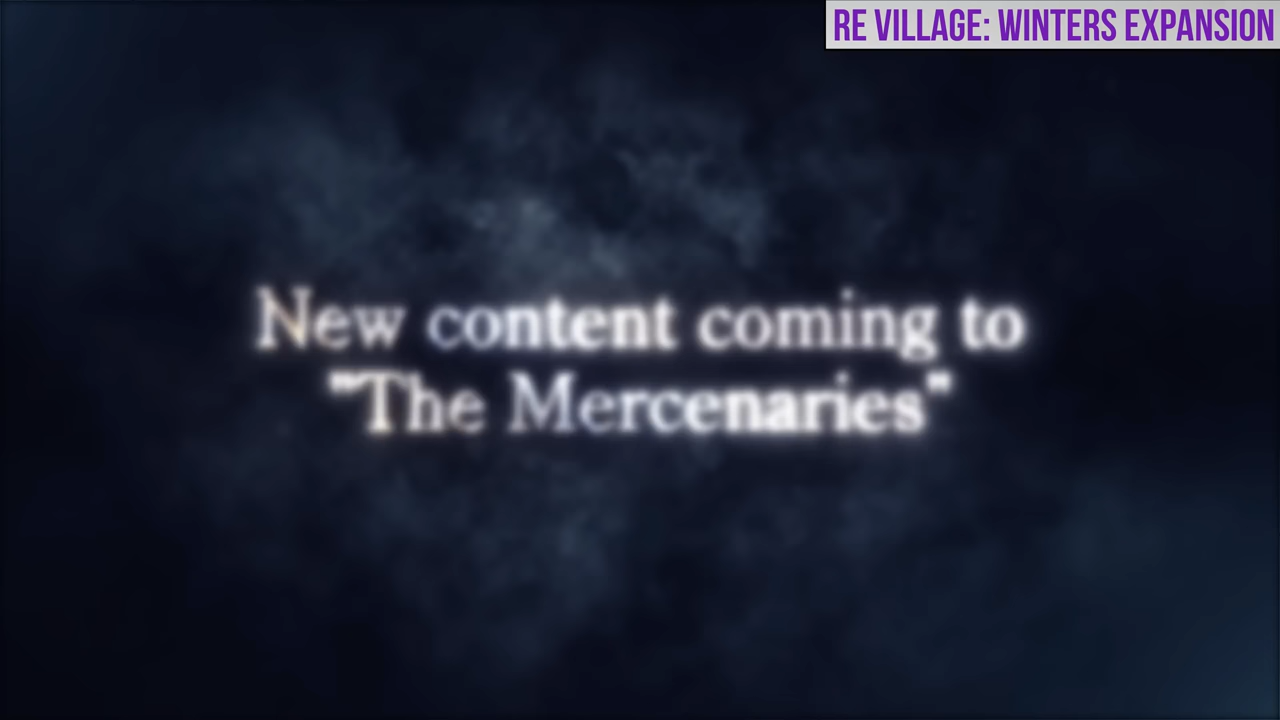 RE VILLAGE: WINTERS EXPANSION
New content coming to
"The Mercenaries"